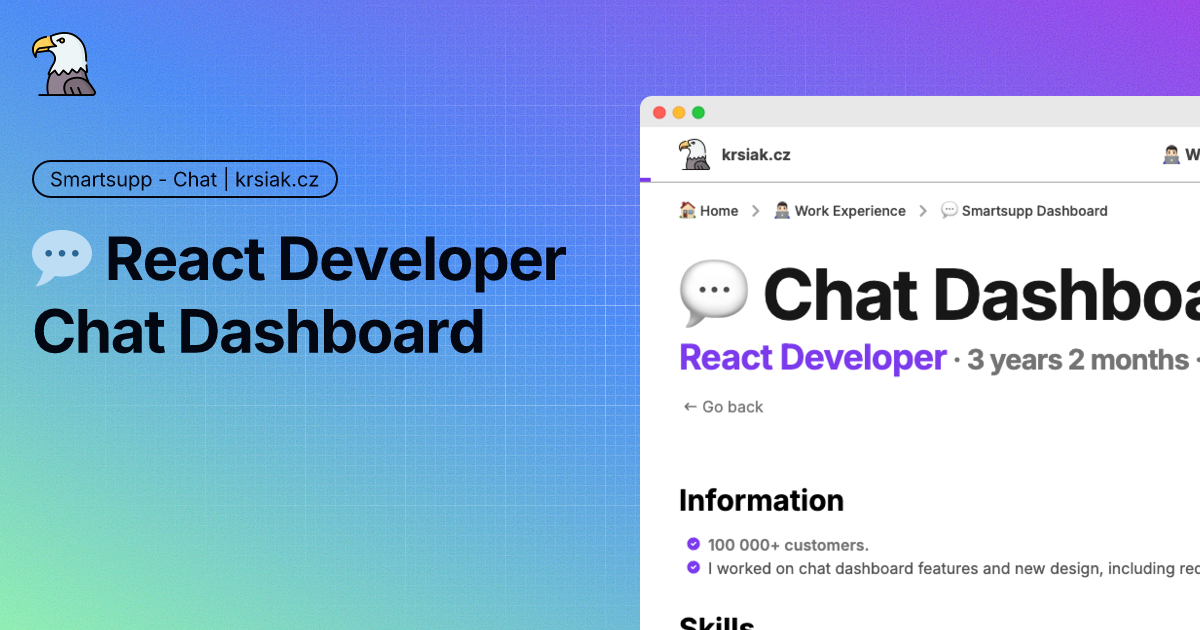 Smartsupp - Chat | krsiak.cz
React Developer
Chat Dashboard
krsiak.cz
Home
Work Experience
Smartsupp Dashboard
Chat
React Developer · 3 years 2 months ·
← Go back
Information
100 000+ customers.
I worked on chat dashboard features and new design, including
Skills